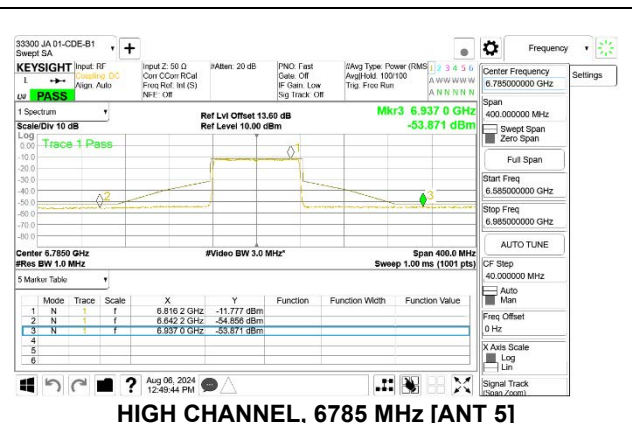 33300 JA 01-CDE-B1
Swept SA
Frequency
KEYSIGHT
Input: RF
Coupling: DC
Align: Auto
Input Z: 50 Ω
Corr CCorr RCal
Freq Ref: Int (S)
NFE: Off
#Atten: 20 dB
PNO: Fast
Gate: Off
IF Gain: Low
Sig Track: Off
#Avg Type: Power (RMS
Avg|Hold: 100/100
Trig: Free Run
1 2 3 4 5 6
A W W W W W
A N N N N N
L
LXI
PASS
1 Spectrum
Scale/Div 10 dB
Ref Lvl Offset 13.60 dB
Ref Level 10.00 dBm
Mkr3 6.937 0 GHz
-53.871 dBm
Log
Trace 1 Pass
0.00
-10.0
-20.0
-30.0
-40.0
-50.0
-60.0
-70.0
-80.0
1
2
3
Center 6.7850 GHz
#Res BW 1.0 MHz
#Video BW 3.0 MHz*
Span 400.0 MHz
Sweep 1.00 ms (1001 pts)
5 Marker Table
Mode Trace Scale X Y Function Function Width Function Value
1 N 1 f 6.816 2 GHz -11.777 dBm
2 N 1 f 6.642 2 GHz -54.856 dBm
3 N 1 f 6.937 0 GHz -53.871 dBm
4
5
6
Aug 06, 2024
12:49:44 PM
Center Frequency
6.785000000 GHz
Settings
Span
400.000000 MHz
Swept Span
Zero Span
Full Span
Start Freq
6.585000000 GHz
Stop Freq
6.985000000 GHz
AUTO TUNE
CF Step
40.000000 MHz
Auto
Man
Freq Offset
0 Hz
X Axis Scale
Log
Lin
Signal Track
(Span Zoom)
HIGH CHANNEL, 6785 MHz [ANT 5]